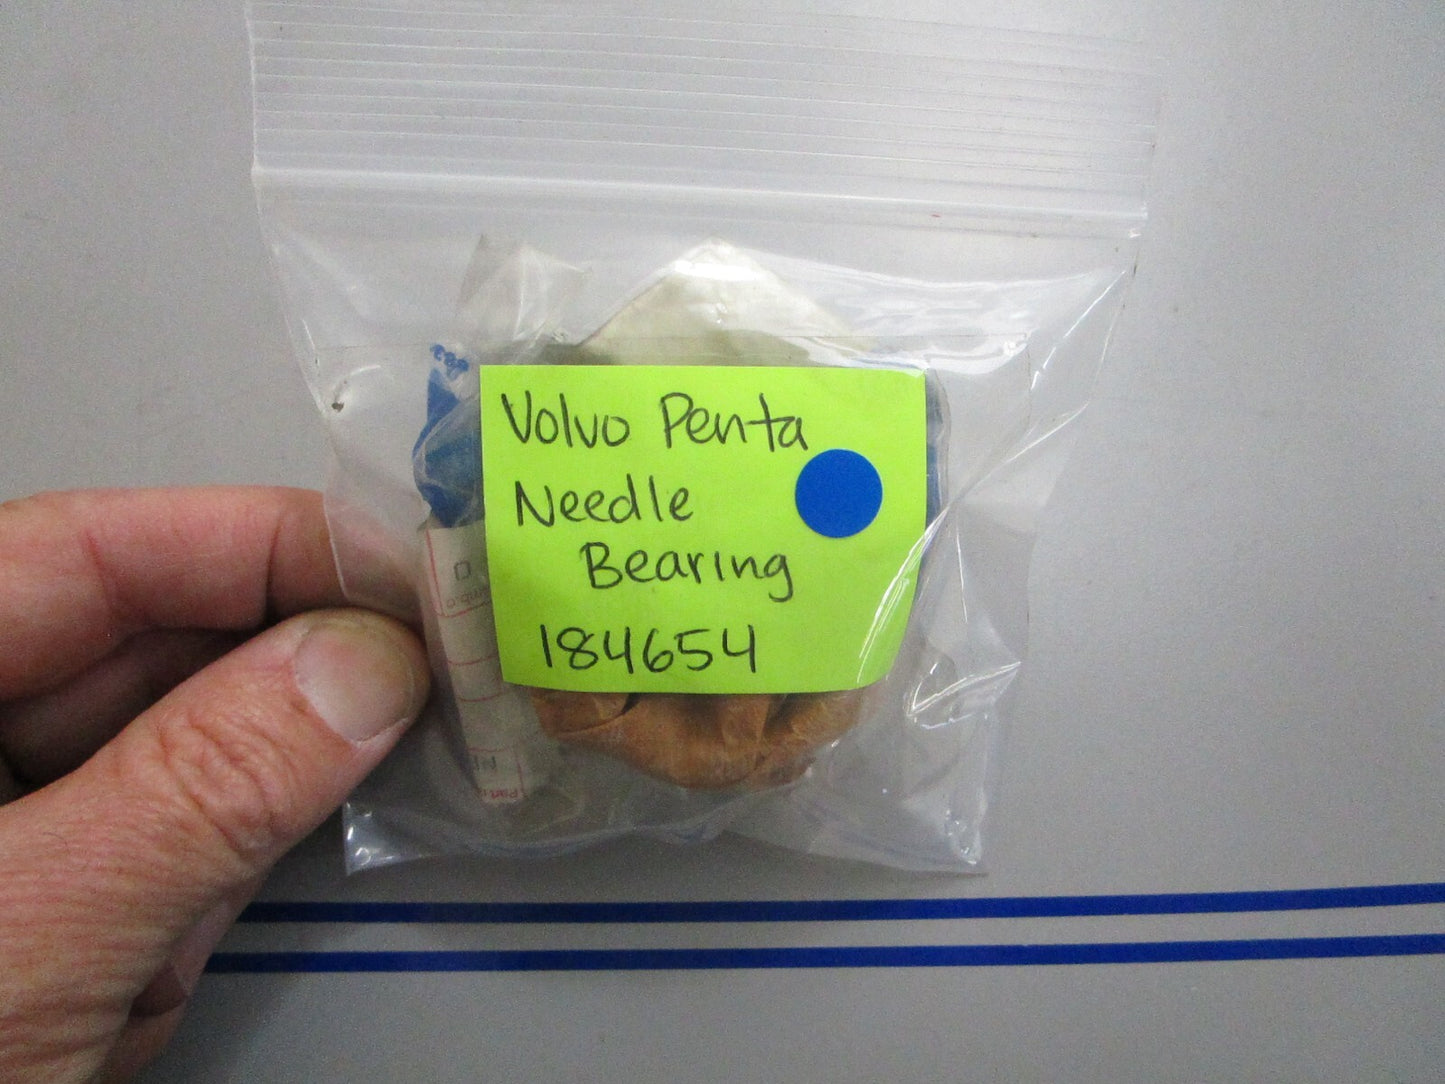 Volvo Penta
Needle
Bearing
184654